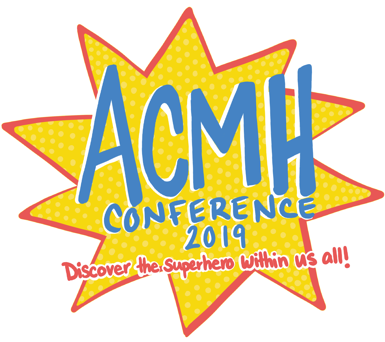 ACMH
CONFERENCE
2019
Discover the superhero within us all!